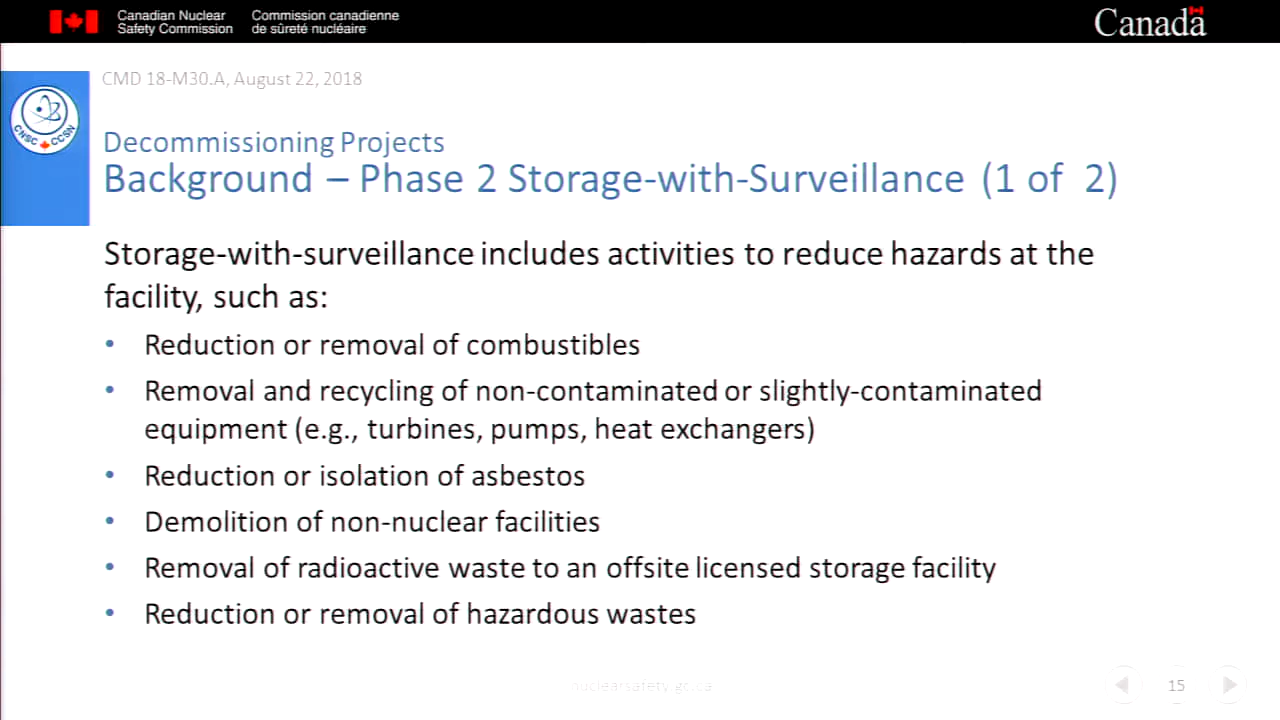 Canadian Nuclear Safety Commission
Commission canadienne de sûreté nucléaire
Canada
CMD 18-M30.A, August 22, 2018
CNSC CCSN
Decommissioning Projects
Background – Phase 2 Storage-with-Surveillance (1 of 2)
Storage-with-surveillance includes activities to reduce hazards at the
facility, such as:
• Reduction or removal of combustibles
• Removal and recycling of non-contaminated or slightly-contaminated
equipment (e.g., turbines, pumps, heat exchangers)
• Reduction or isolation of asbestos
• Demolition of non-nuclear facilities
• Removal of radioactive waste to an offsite licensed storage facility
• Reduction or removal of hazardous wastes
nuclearsafety.gc.ca
15